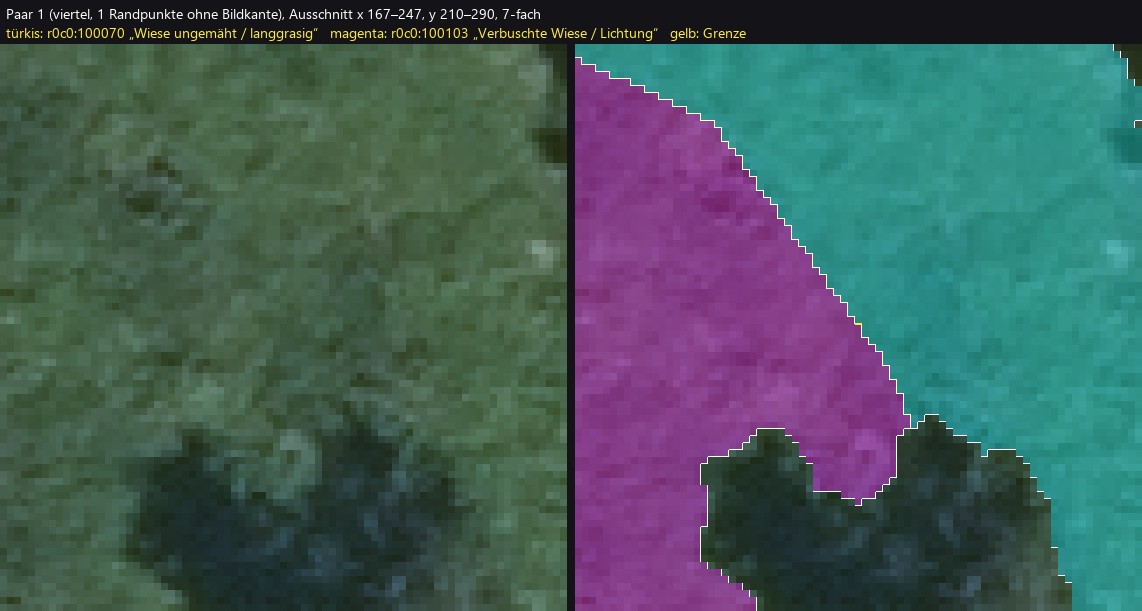 Paar 1 (viertel, 1 Randpunkte ohne Bildkante), Ausschnitt x 167–247, y 210–290, 7-fach
türkis: r0c0:100070 „Wiese ungemäht / langgrasig“ magenta: r0c0:100103 „Verbuschte Wiese / Lichtung“ gelb: Grenze